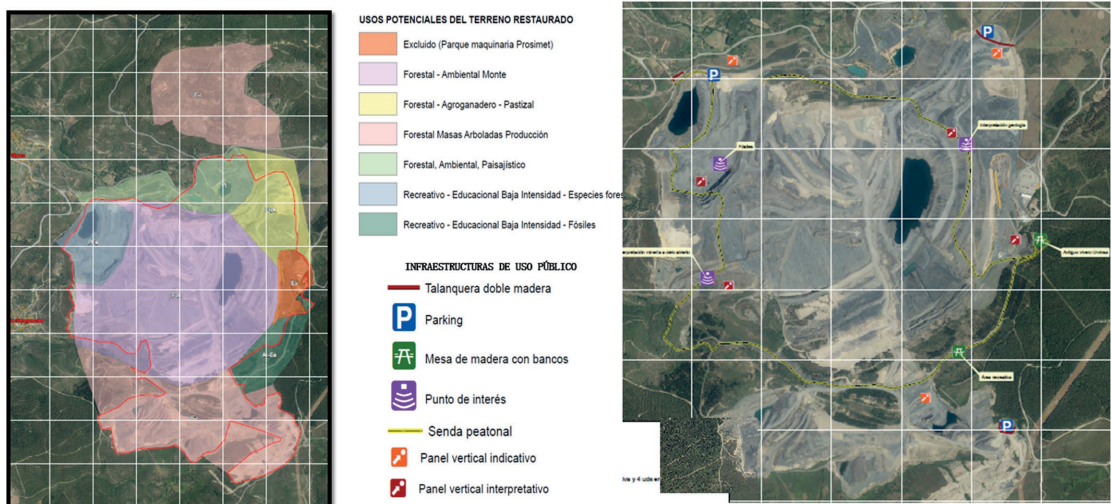 USOS POTENCIALES DEL TERRENO RESTAURADO
Excluido (Parque maquinaria Prosimet)
Forestal - Ambiental Monte
Forestal - Agroganadero - Pastizal
Forestal Masas Arboladas Producción
Forestal, Ambiental, Paisajístico
Recreativo - Educacional Baja Intensidad - Especies fores
Recreativo - Educacional Baja Intensidad - Fósiles
INFRAESTRUCTURAS DE USO PÚBLICO
Talanquera doble madera
P Parking
Mesa de madera con bancos
Punto de interés
Senda peatonal
Panel vertical indicativo
Panel vertical interpretativo
P
P
Interpretación geología
Área recreativa
P